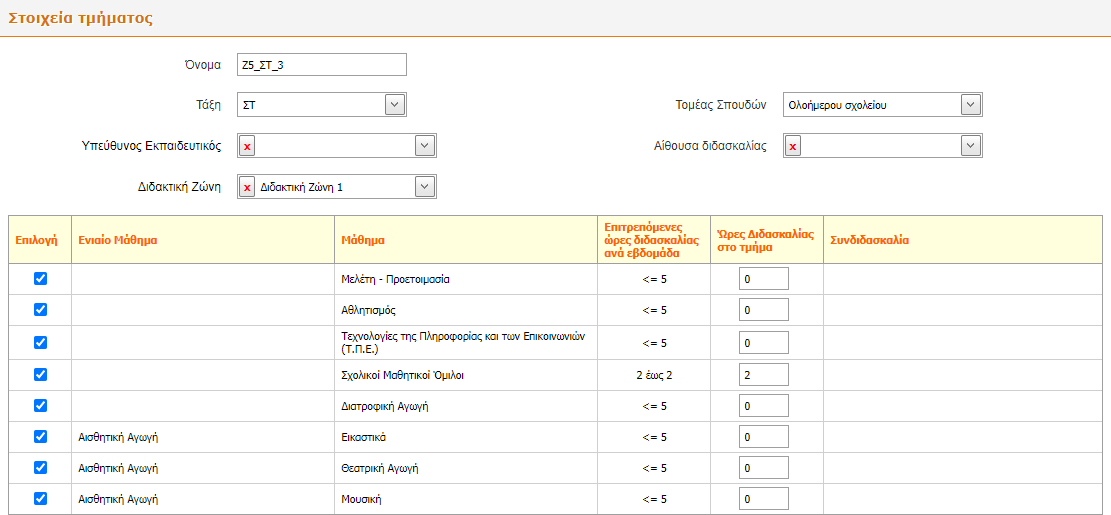 Στοιχεία τμήματος
Όνομα Ζ5_ΣΤ_3
Τάξη ΣΤ Τομέας Σπουδών Ολοήμερου σχολείου
Υπεύθυνος Εκπαιδευτικός x Αίθουσα διδασκαλίας x
Διδακτική Ζώνη x Διδακτική Ζώνη 1
Επιλογή Ενιαίο Μάθημα Μάθημα Επιτρεπόμενες ώρες διδασκαλίας ανά εβδομάδα Ώρες Διδασκαλίας στο τμήμα Συνδιδασκαλία
Μελέτη - Προετοιμασία <= 5 0
Αθλητισμός <= 5 0
Τεχνολογίες της Πληροφορίας και των Επικοινωνιών (Τ.Π.Ε.) <= 5 0
Σχολικοί Μαθητικοί Όμιλοι 2 έως 2 2
Διατροφική Αγωγή <= 5 0
Αισθητική Αγωγή Εικαστικά <= 5 0
Αισθητική Αγωγή Θεατρική Αγωγή <= 5 0
Αισθητική Αγωγή Μουσική <= 5 0